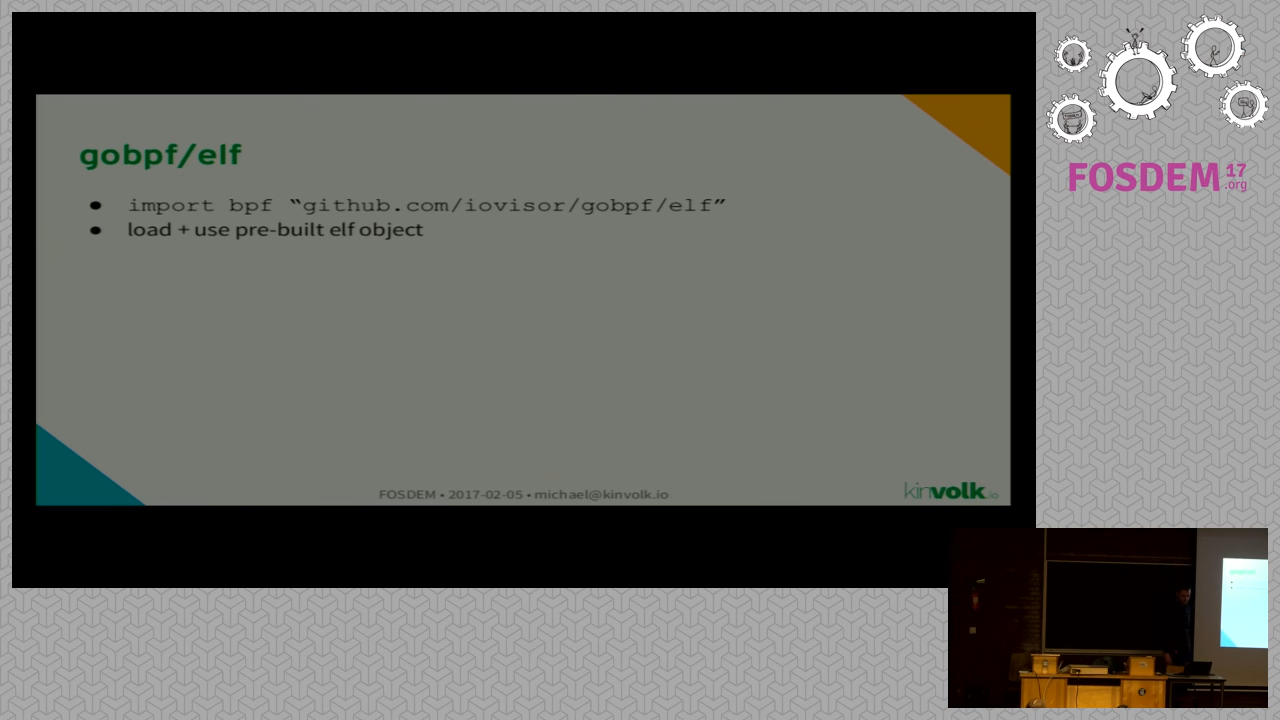 gobpf/elf
● import bpf “github.com/iovisor/gobpf/elf”
● load + use pre-built elf object
FOSDEM • 2017-02-05 • michael@kinvolk.io
kinvolk.io
FOSDEM 17 .org